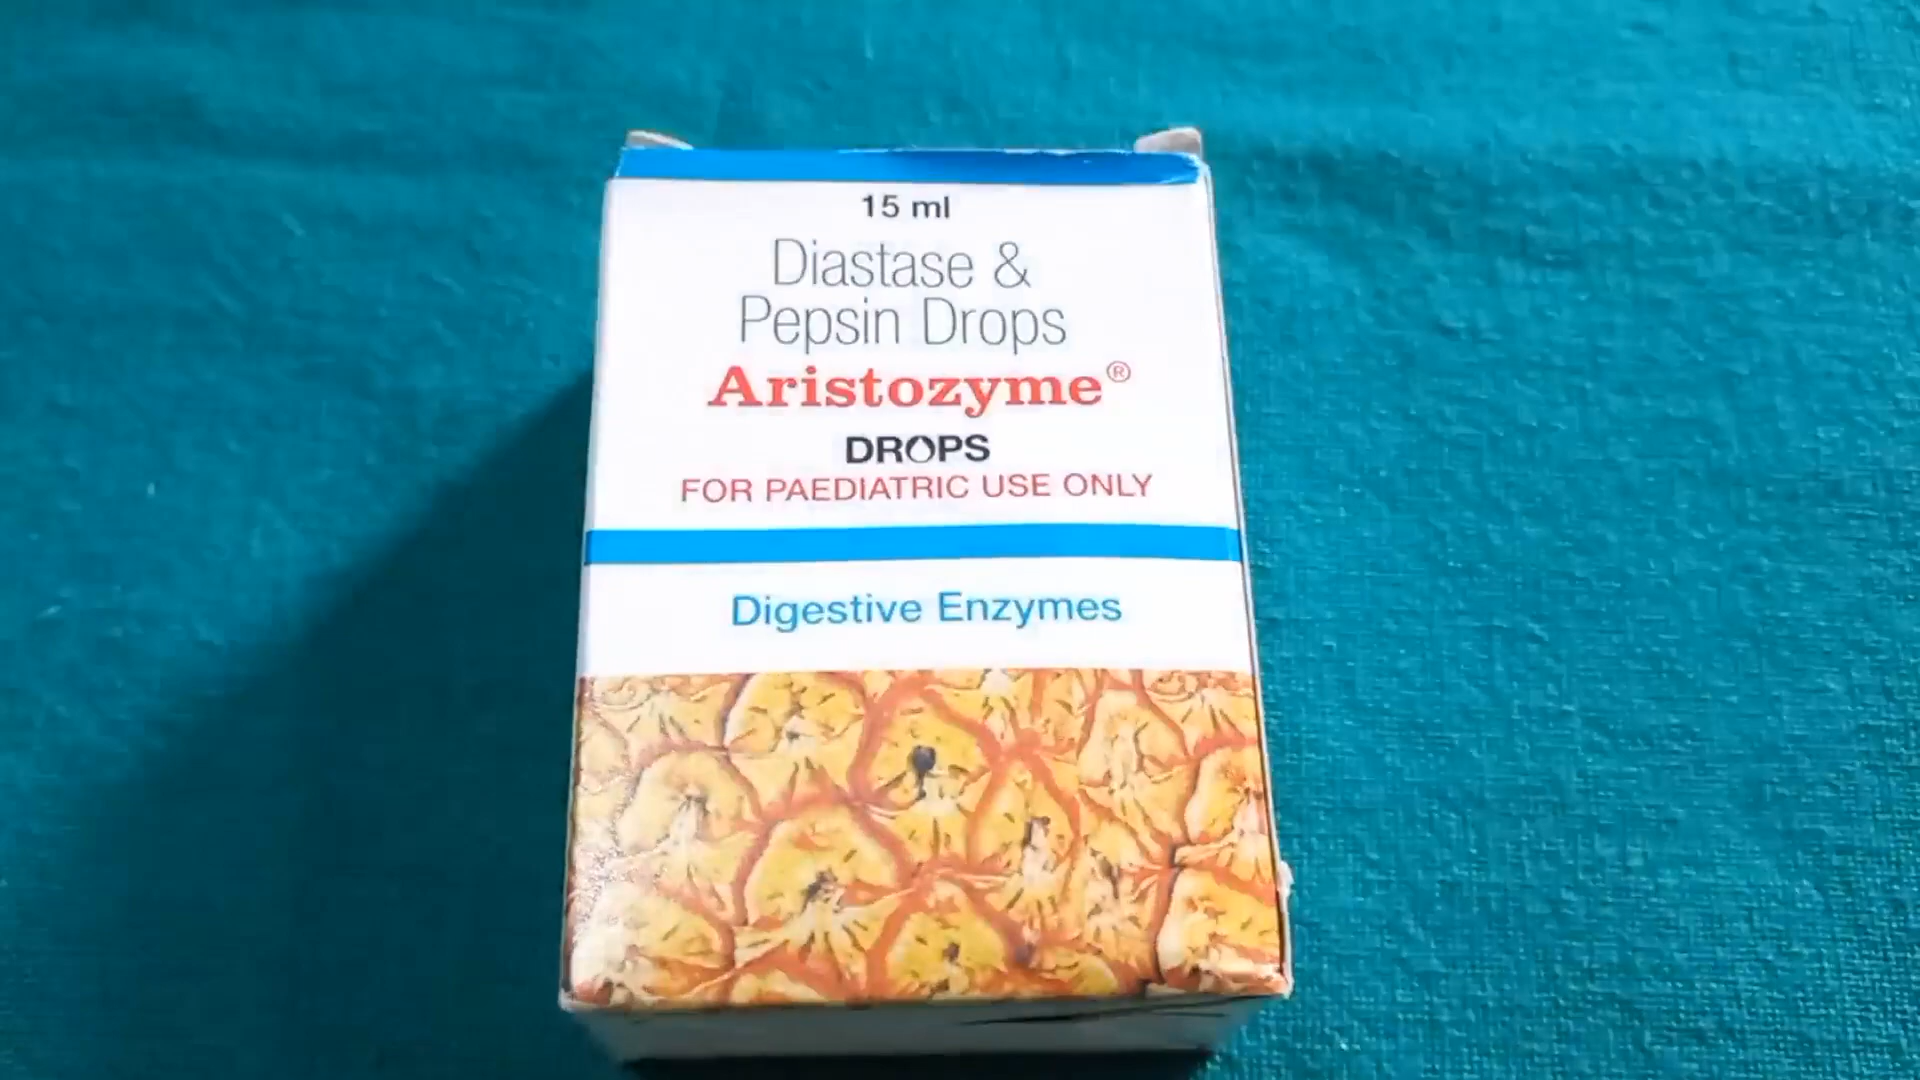 15 ml
Diastase &
Pepsin Drops
Aristozyme®
DROPS
FOR PAEDIATRIC USE ONLY
Digestive Enzymes